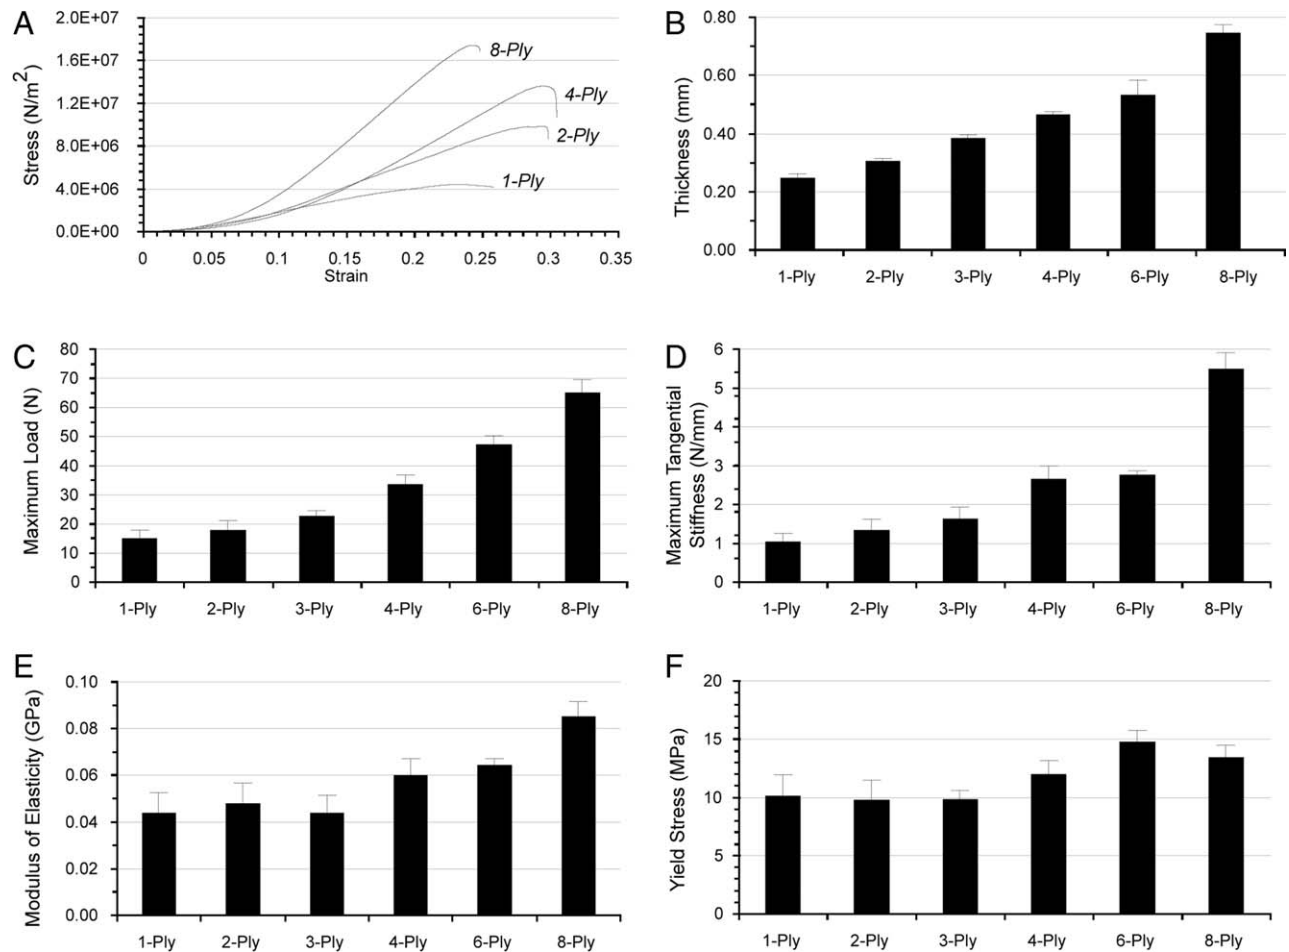 A
Stress (N/m²)
2.0E+07
1.6E+07
1.2E+07
8.0E+06
4.0E+06
0.0E+00
8-Ply
4-Ply
2-Ply
1-Ply
0 0.05 0.1 0.15 0.2 0.25 0.3 0.35
Strain
B
Thickness (mm)
0.80
0.60
0.40
0.20
0.00
1-Ply 2-Ply 3-Ply 4-Ply 6-Ply 8-Ply
C
Maximum Load (N)
80
70
60
50
40
30
20
10
0
1-Ply 2-Ply 3-Ply 4-Ply 6-Ply 8-Ply
D
Maximum Tangential
Stiffness (N/mm)
6
5
4
3
2
1
0
1-Ply 2-Ply 3-Ply 4-Ply 6-Ply 8-Ply
E
Modulus of Elasticity (GPa)
0.10
0.08
0.06
0.04
0.02
0.00
1-Ply 2-Ply 3-Ply 4-Ply 6-Ply 8-Ply
F
Yield Stress (MPa)
20
15
10
5
0
1-Ply 2-Ply 3-Ply 4-Ply 6-Ply 8-Ply